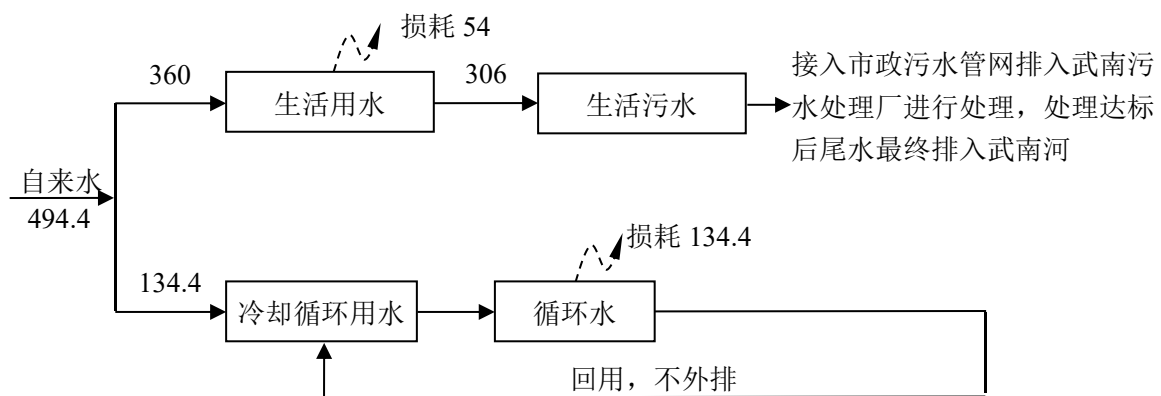 损耗 54
360
生活用水
306
生活污水
接入市政污水管网排入武南污
水处理厂进行处理，处理达标
后尾水最终排入武南河
自来水
494.4
损耗 134.4
134.4
冷却循环用水
循环水
回用，不外排